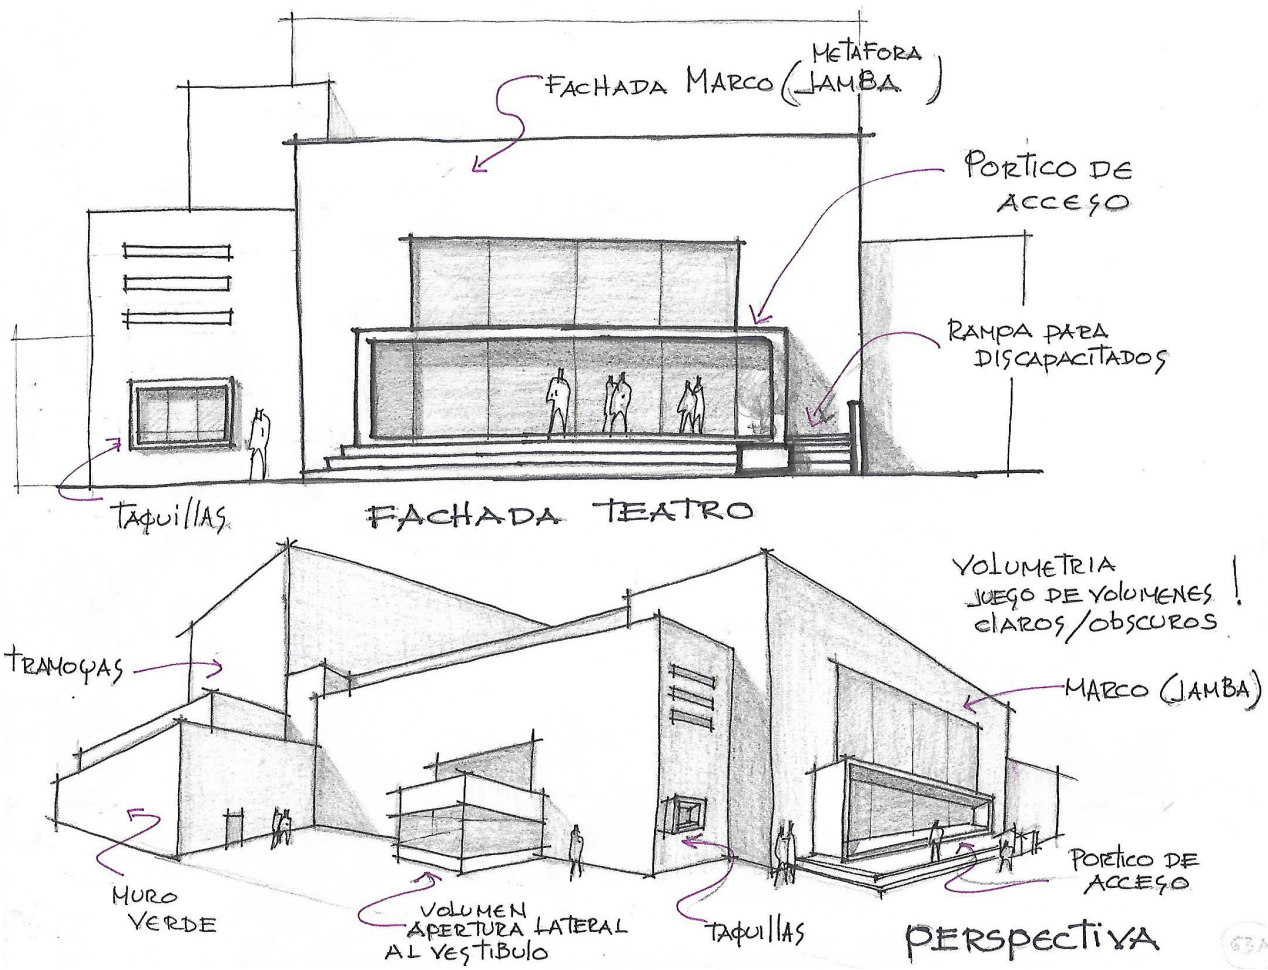 METAFORA
FACHADA MARCO (JAMBA)
PORTICO DE
ACCESO
RAMPA PARA
DISCAPACITADOS
TAQUILLAS
FACHADA TEATRO
VOLUMETRIA
JUEGO DE VOLUMENES !
CLAROS/OBSCUROS
TRAMOYAS
MARCO (JAMBA)
MURO
VERDE
VOLUMEN
APERTURA LATERAL
AL VESTIBULO
TAQUILLAS
PORTICO DE
ACCESO
PERSPECTIVA